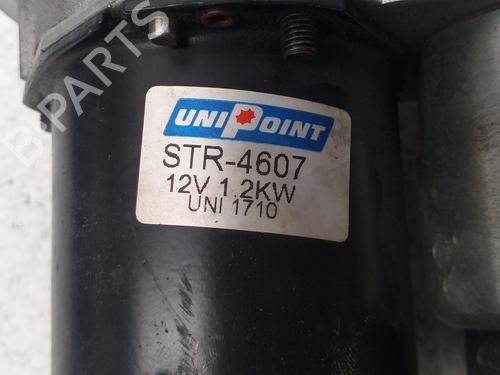 B-PARTS
UNIPOINT
STR-4607
12V 1.2KW
UNI 1710